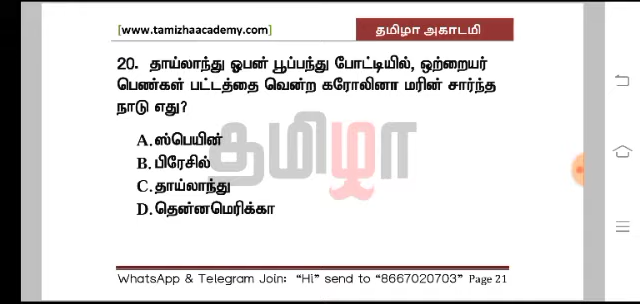 [www.tamizhaacademy.com] தமிழா அகாடமி
20. தாய்லாந்து ஓபன் பூப்பந்து போட்டியில், ஒற்றையர்
பெண்கள் பட்டத்தை வென்ற கரோலினா மரின் சார்ந்த
நாடு எது?
A. ஸ்பெயின்
B. பிரேசில்
C. தாய்லாந்து
D. தென்னமெரிக்கா
தமிழா
WhatsApp & Telegram Join: "Hi" send to "8667020703" Page 21